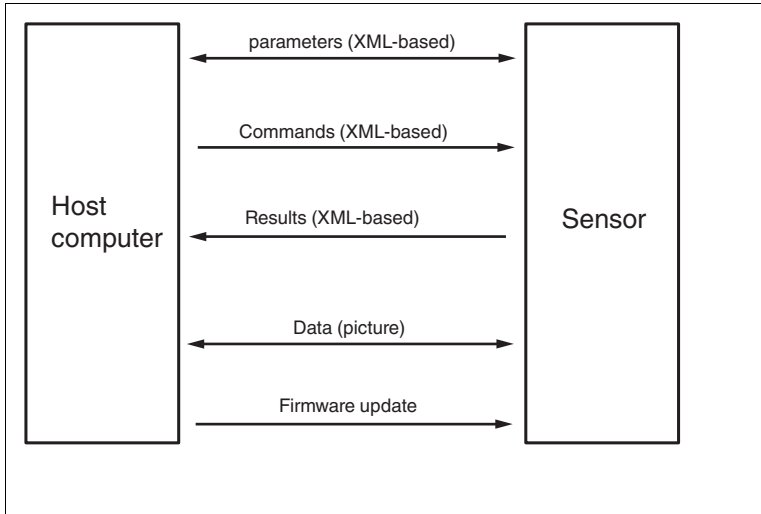 parameters (XML-based)
Commands (XML-based)
Host
computer
Results (XML-based)
Sensor
Data (picture)
Firmware update